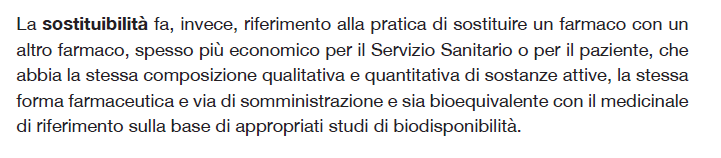 La sostituibilità fa, invece, riferimento alla pratica di sostituire un farmaco con un
altro farmaco, spesso più economico per il Servizio Sanitario o per il paziente, che
abbia la stessa composizione qualitativa e quantitativa di sostanze attive, la stessa
forma farmaceutica e via di somministrazione e sia bioequivalente con il medicinale
di riferimento sulla base di appropriati studi di biodisponibilità.